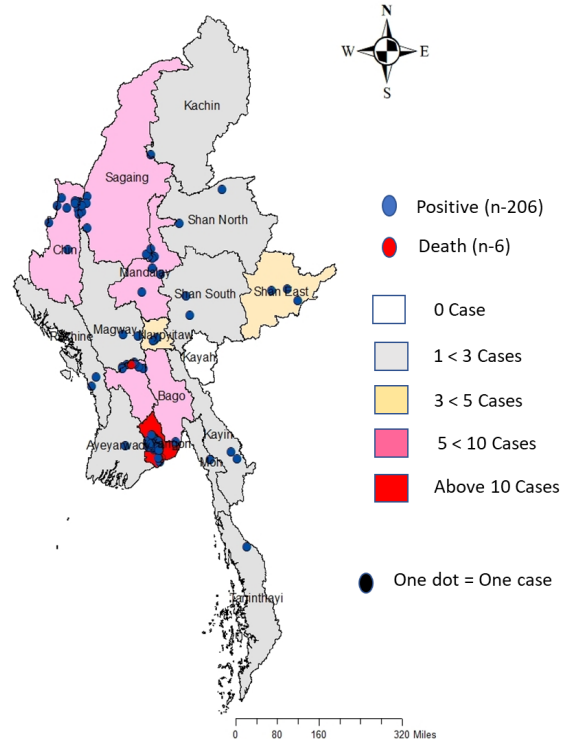 N
W E
S
Kachin
Sagaing
Shan North
Chin
Mandalay
Shan South
Shan East
Magway
Naypyitaw
Rakhine
Kayah
Bago
Kayin
Mon
Tanintharyi
Positive (n-206)
Death (n-6)
0 Case
1 < 3 Cases
3 < 5 Cases
5 < 10 Cases
Above 10 Cases
One dot = One case
0 80 160 320 Miles